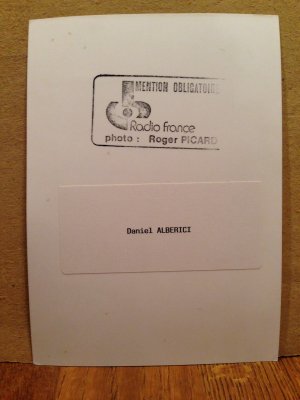 MENTION OBLIGATOIRE
Radio France
photo : Roger PICARD
Daniel ALBERICI